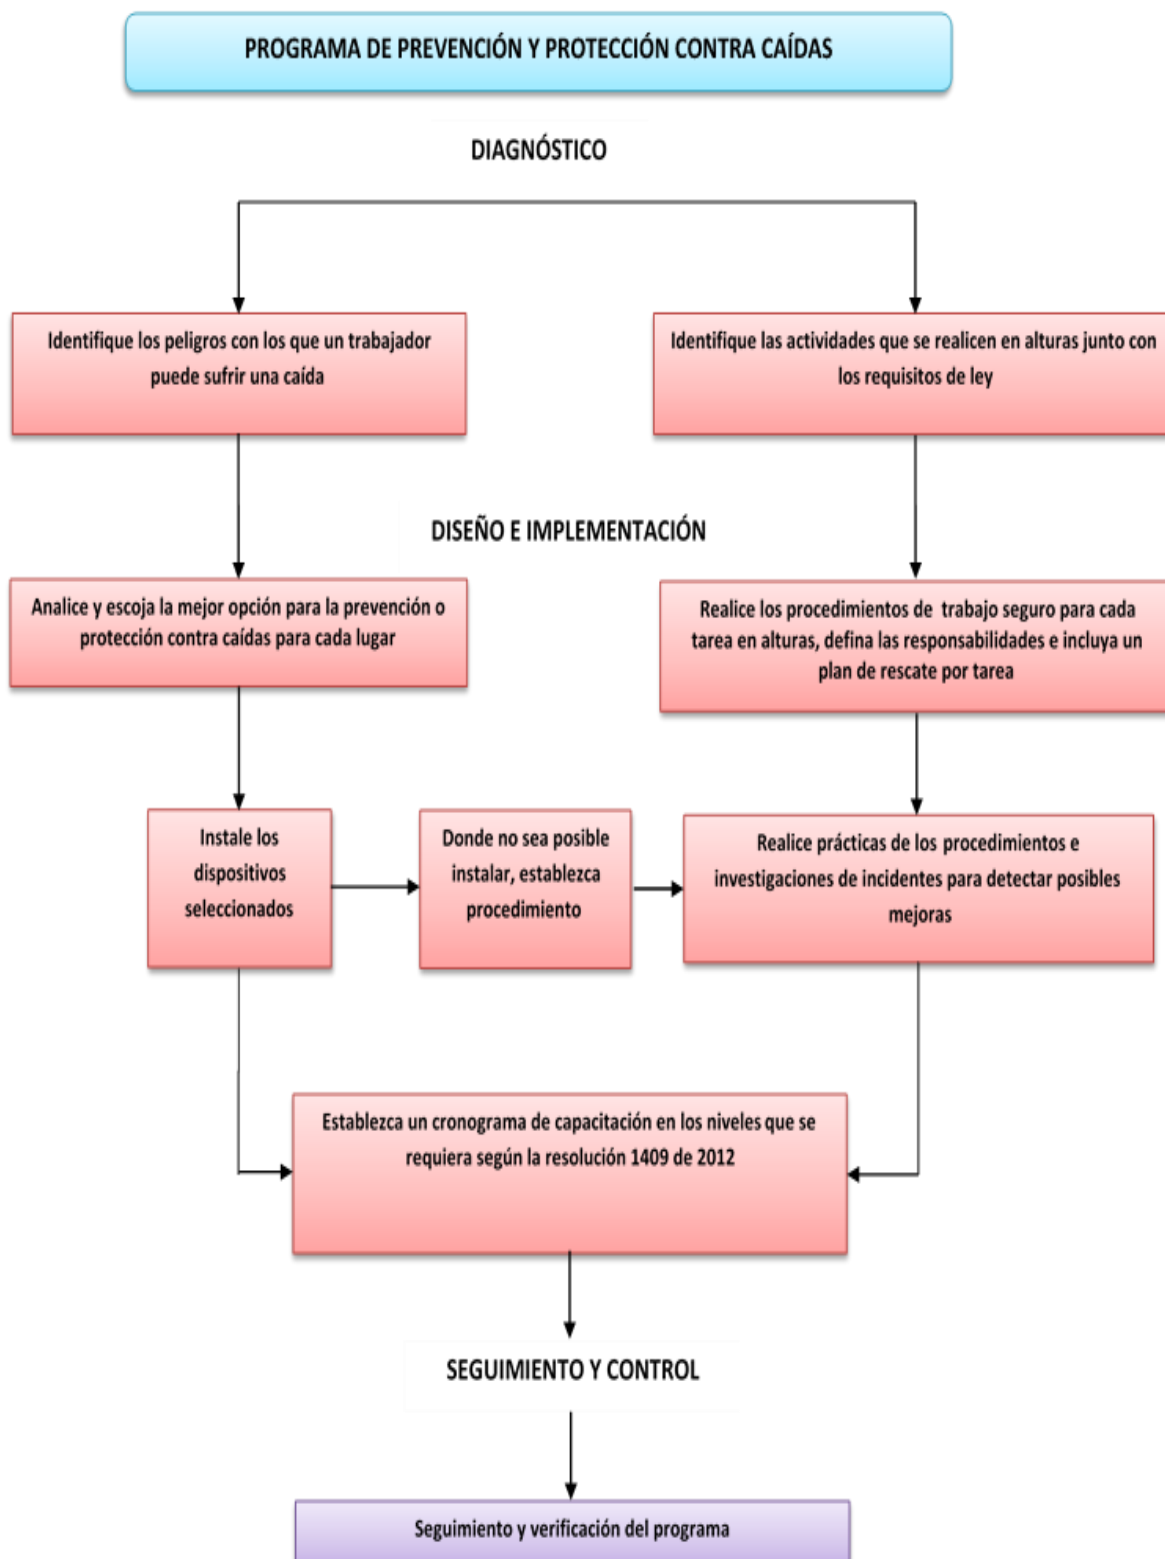 PROGRAMA DE PREVENCIÓN Y PROTECCIÓN CONTRA CAÍDAS
DIAGNÓSTICO
Identifique los peligros con los que un trabajador
puede sufrir una caída
Identifique las actividades que se realicen en alturas junto con
los requisitos de ley
DISEÑO E IMPLEMENTACIÓN
Analice y escoja la mejor opción para la prevención o
protección contra caídas para cada lugar
Realice los procedimientos de trabajo seguro para cada
tarea en alturas, defina las responsabilidades e incluya un
plan de rescate por tarea
Instale los
dispositivos
seleccionados
Donde no sea posible
instalar, establezca
procedimiento
Realice prácticas de los procedimientos e
investigaciones de incidentes para detectar posibles
mejoras
Establezca un cronograma de capacitación en los niveles que se
requiera según la resolución 1409 de 2012
SEGUIMIENTO Y CONTROL
Seguimiento y verificación del programa